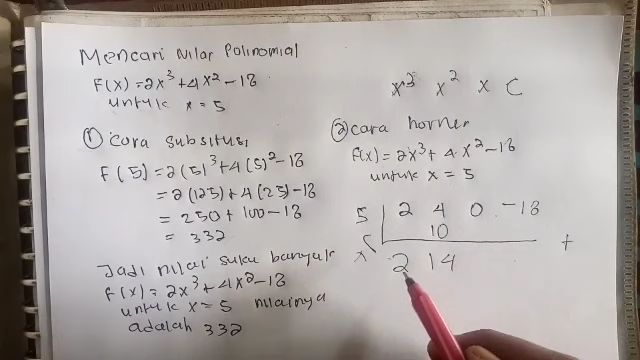 Mencari Nilai Polinomial
F(x) = 2x³ + 4x² - 18
untuk x = 5
① Cara substitusi
F(5) = 2(5)³ + 4(5)² - 18
= 2(125) + 4(25) - 18
= 250 + 100 - 18
= 332
Jadi nilai suku banyak
F(x) = 2x³ + 4x² - 18
untuk x = 5 nilainya
adalah 332
x³ x² x C
② Cara horner
F(x) = 2x³ + 4x² - 18
untuk x = 5
5 | 2 4 0 -18
10
x +
2 14